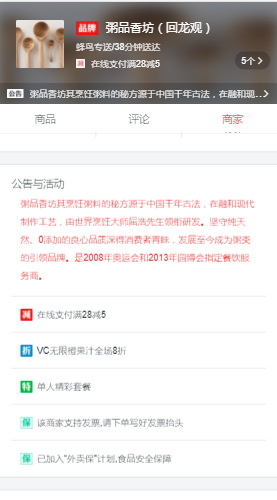 品牌 粥品香坊（回龙观）
蜂鸟专送/38分钟送达
减 在线支付满28减5
5个 >
公告 粥品香坊其烹饪粥料的秘方源于中国千年古法，在融和现... >
商品 评论 商家
公告与活动
粥品香坊其烹饪粥料的秘方源于中国千年古法，在融和现代
制作工艺，由世界烹饪大师屈浩先生领衔研发。坚守纯天
然、0添加的良心品质深得消费者青睐，发展至今成为粥类
的引领品牌。是2008年奥运会和2013年园博会指定餐饮服
务商。
减 在线支付满28减5
折 VC无限橙果汁全场8折
特 单人精彩套餐
保 该商家支持发票,请下单写好发票抬头
保 已加入"外卖保"计划,食品安全保障